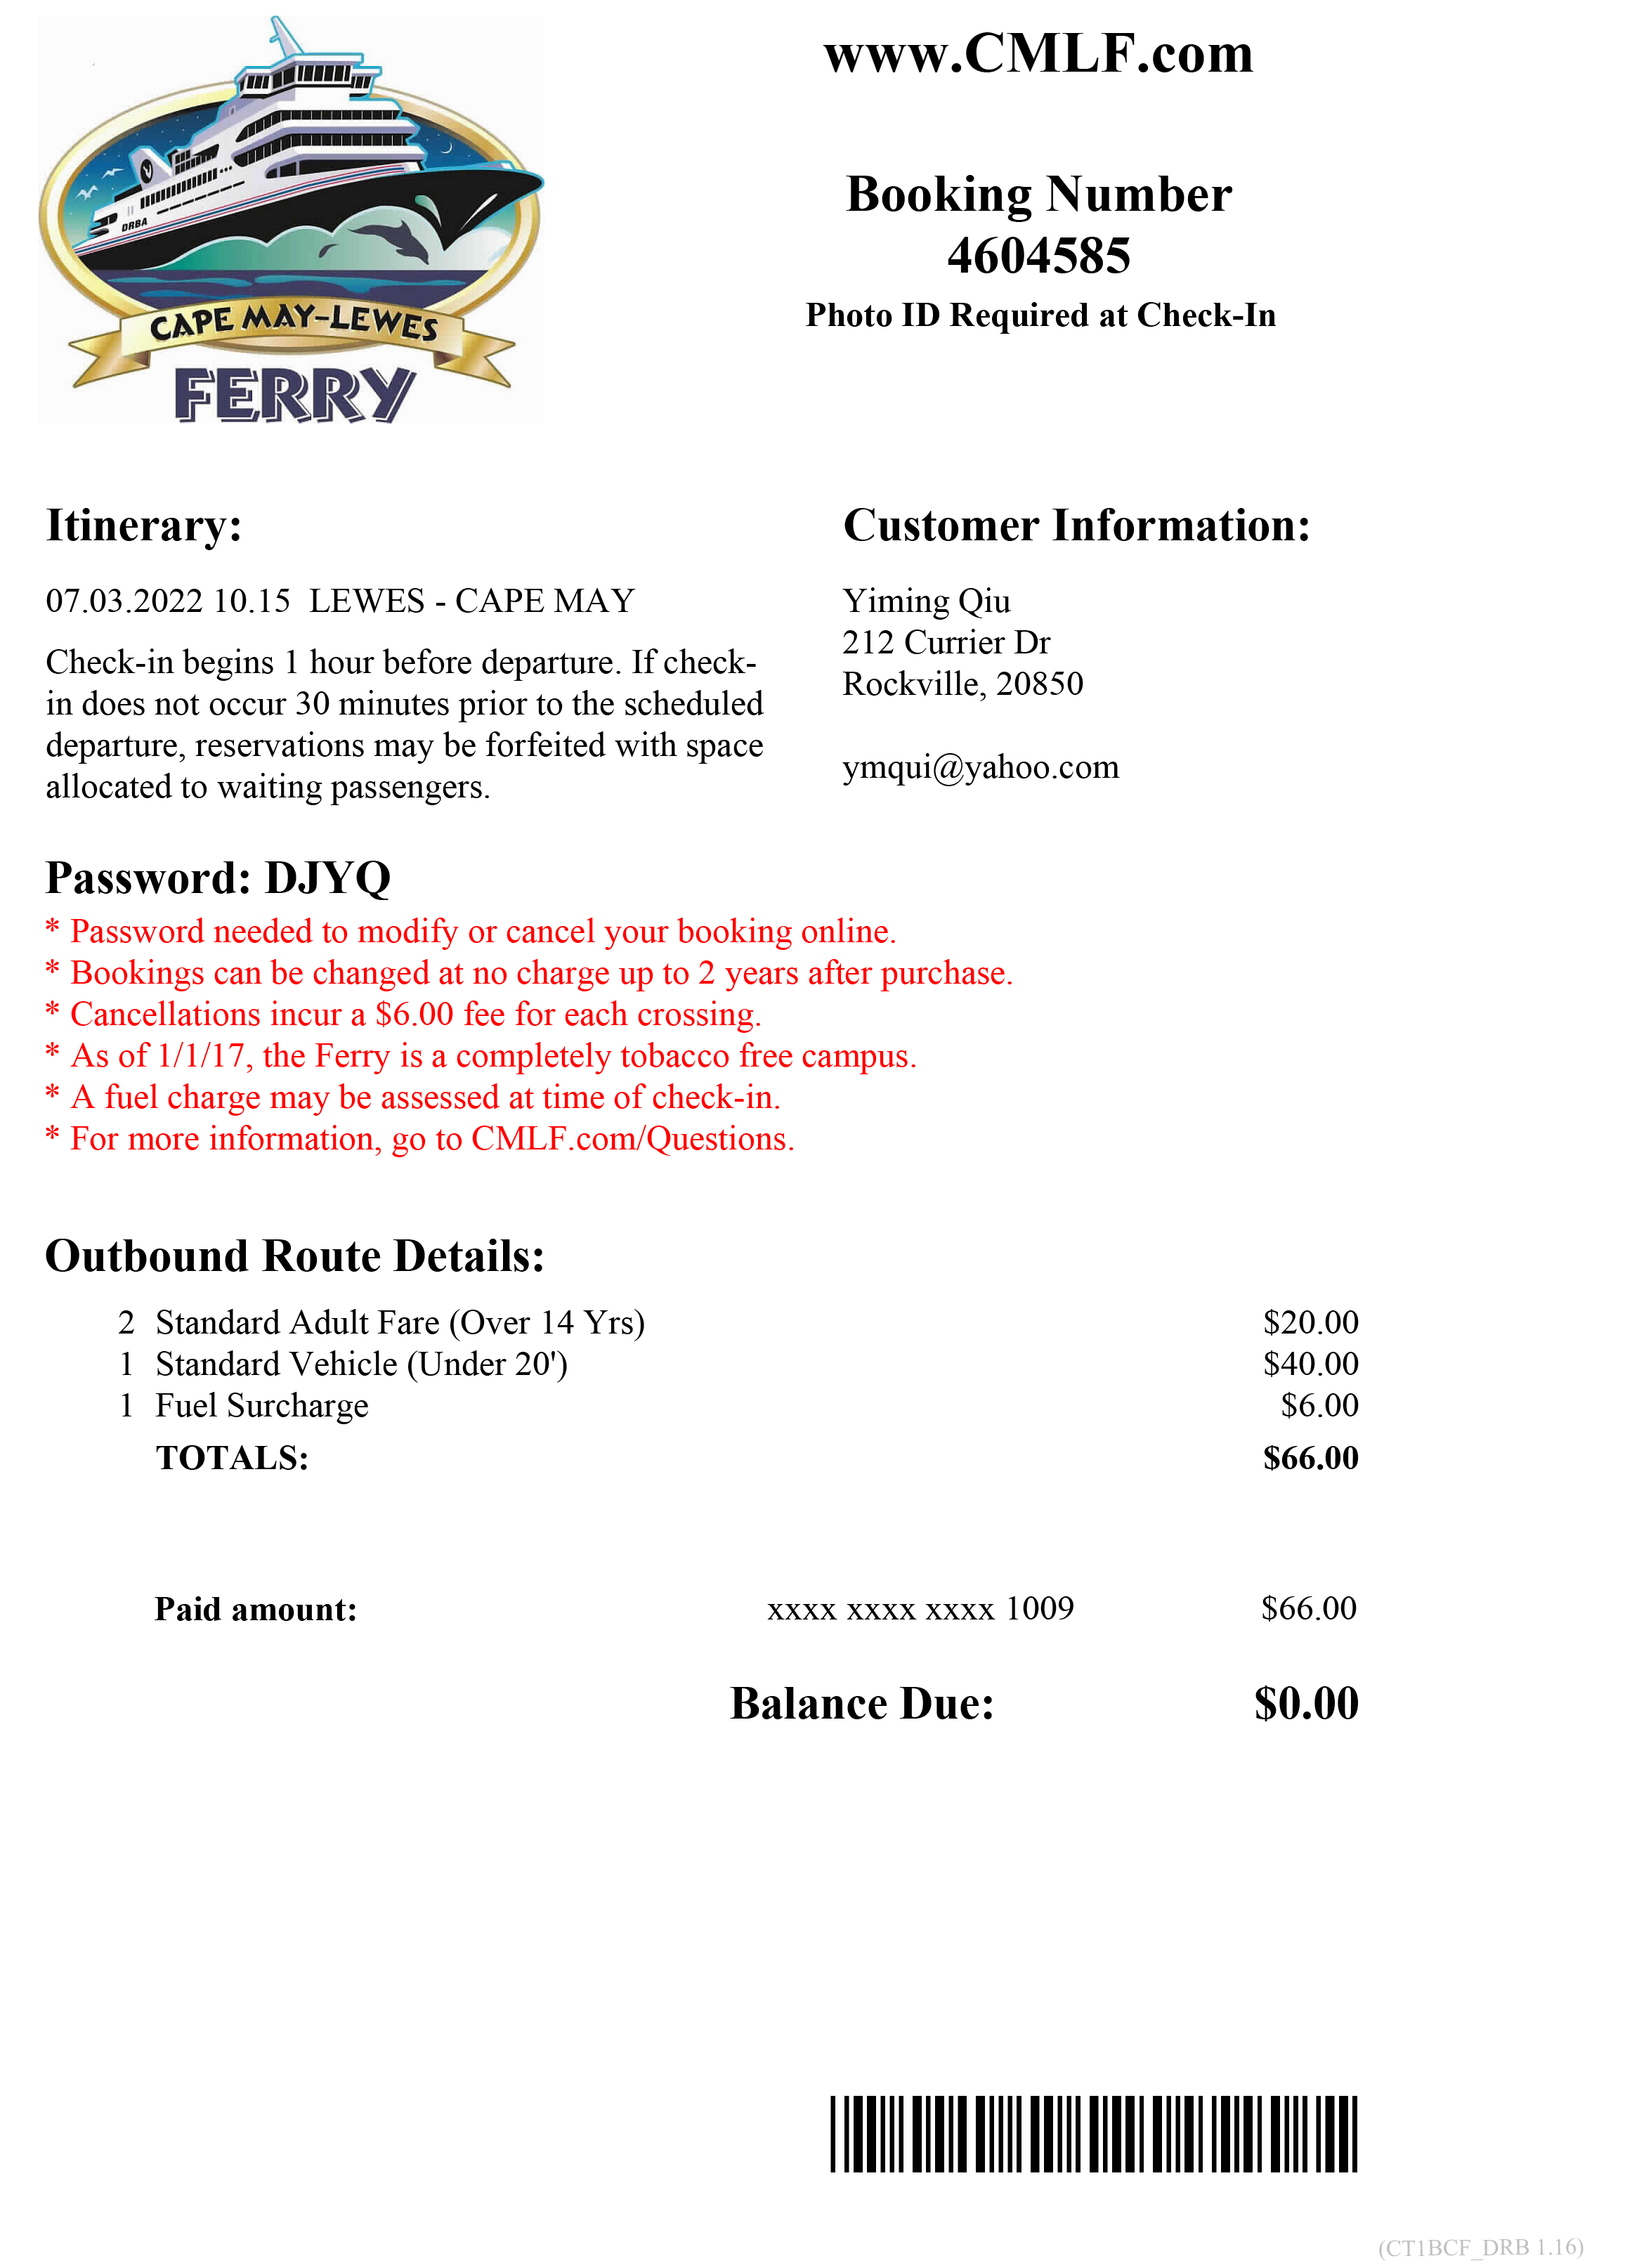 www.CMLF.com
Booking Number
4604585
Photo ID Required at Check-In
ORBA
CAPE MAY-LEWES
FERRY
Itinerary:
07.03.2022 10.15 LEWES - CAPE MAY
Check-in begins 1 hour before departure. If check-
in does not occur 30 minutes prior to the scheduled
departure, reservations may be forfeited with space
allocated to waiting passengers.
Customer Information:
Yiming Qiu
212 Currier Dr
Rockville, 20850
ymqui@yahoo.com
Password: DJYQ
* Password needed to modify or cancel your booking online.
* Bookings can be changed at no charge up to 2 years after purchase.
* Cancellations incur a $6.00 fee for each crossing.
* As of 1/1/17, the Ferry is a completely tobacco free campus.
* A fuel charge may be assessed at time of check-in.
* For more information, go to CMLF.com/Questions.
Outbound Route Details:
2 Standard Adult Fare (Over 14 Yrs) $20.00
1 Standard Vehicle (Under 20') $40.00
1 Fuel Surcharge $6.00
TOTALS: $66.00
Paid amount: xxxx xxxx xxxx 1009 $66.00
Balance Due: $0.00
(CT1BCF_DRB 1.16)